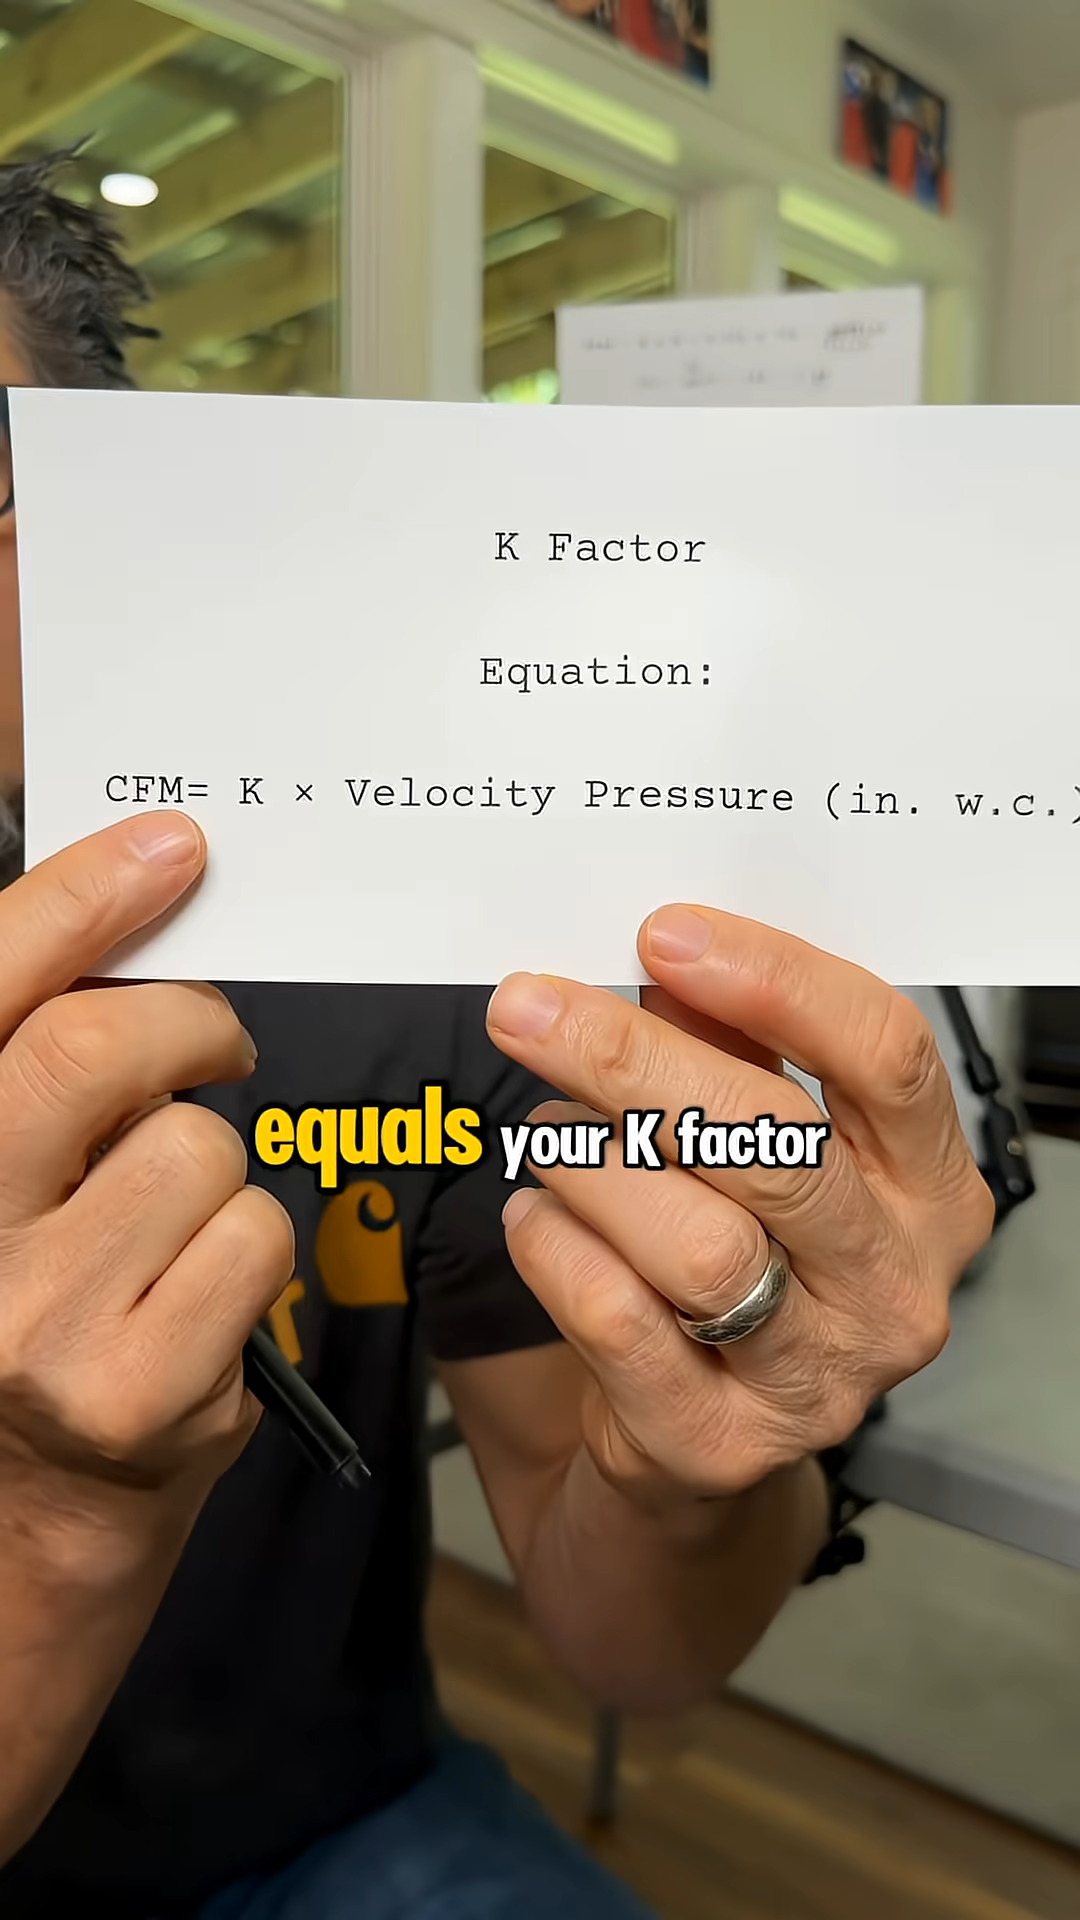 K Factor
Equation:
CFM= K × Velocity Pressure (in. w.c.)
equals your K factor